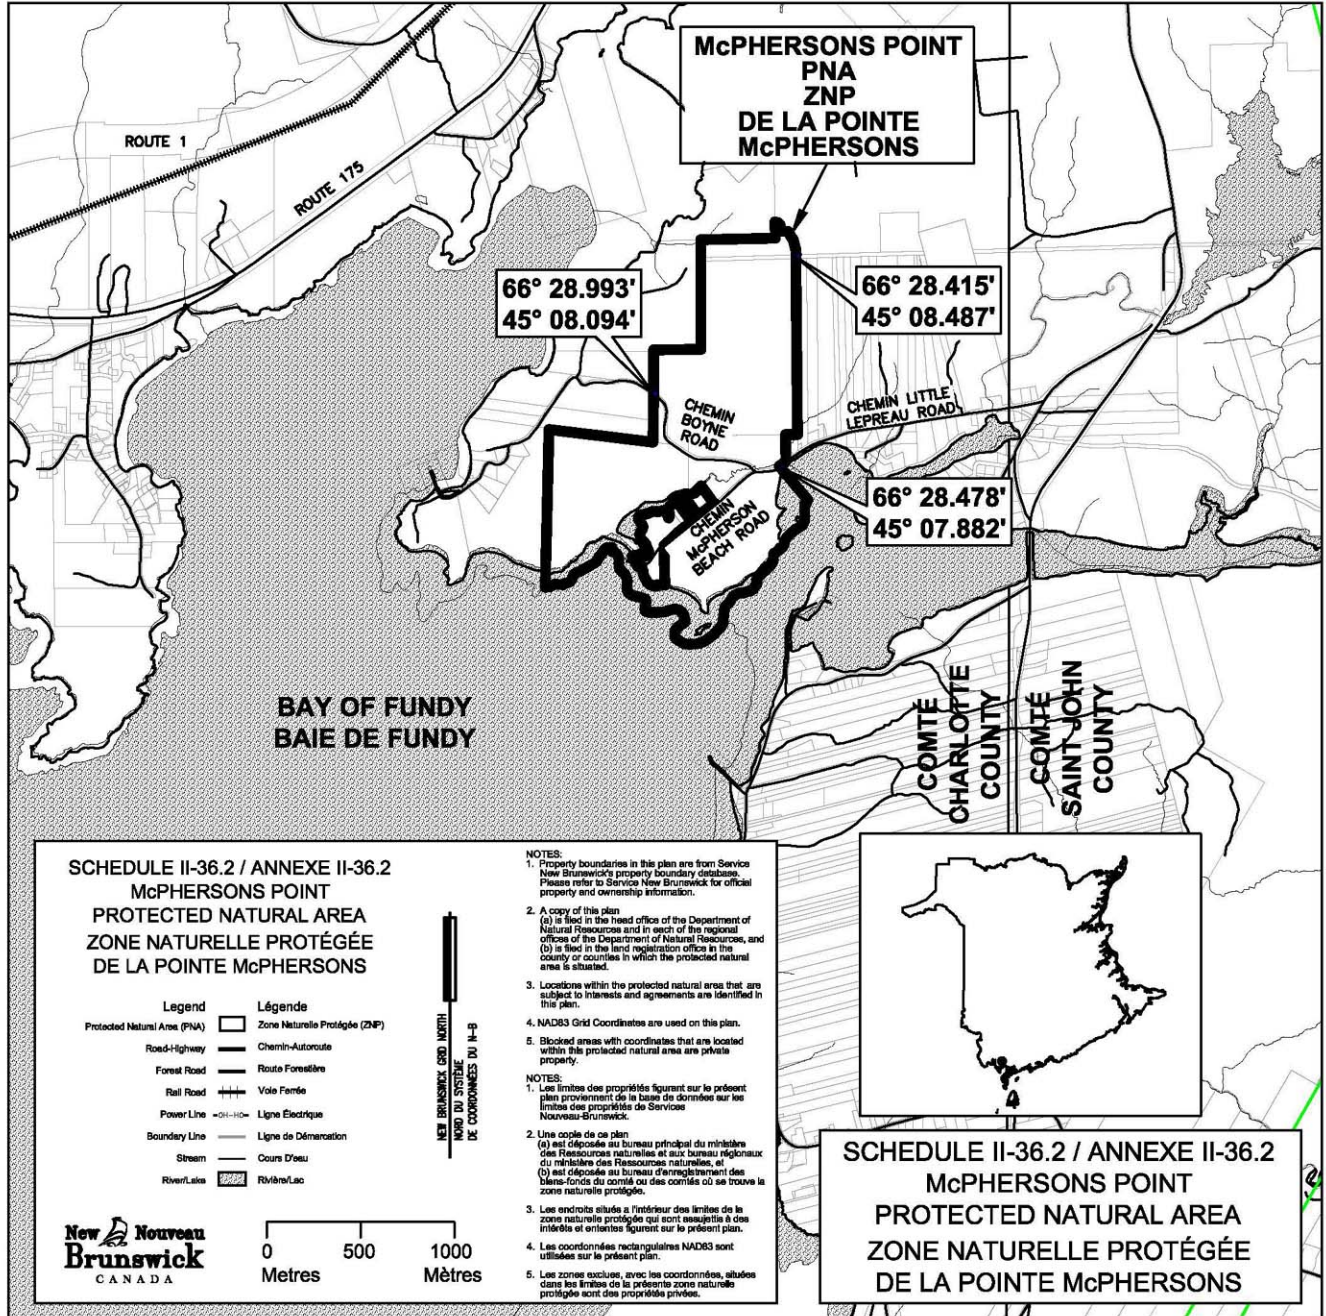 McPHERSONS POINT
PNA
ZNP
DE LA POINTE
McPHERSONS
ROUTE 1
ROUTE 175
66° 28.993'
45° 08.094'
66° 28.415'
45° 08.487'
CHEMIN
BOYNE
ROAD
CHEMIN LITTLE
LEPREAU ROAD
66° 28.478'
45° 07.882'
CHEMIN
McPHERSON
BEACH ROAD
BAY OF FUNDY
BAIE DE FUNDY
COMTÉ
CHARLOTTE
COUNTY
COMTÉ
SAINT JOHN
COUNTY
SCHEDULE II-36.2 / ANNEXE II-36.2
McPHERSONS POINT
PROTECTED NATURAL AREA
ZONE NATURELLE PROTÉGÉE
DE LA POINTE McPHERSONS
Legend Légende
Protected Natural Area (PNA) Zone Naturelle Protégée (ZNP)
Road-Highway Chemin-Autoroute
Forest Road Route Forestière
Rail Road Voie Ferrée
Power Line OH-HO Ligne Électrique
Boundary Line Ligne de Démarcation
Stream Cours D'eau
River/Lake Rivière/Lac
NEW BRUNSWICK GRID NORTH
NORD DU SYSTÈME
DE COORDONNÉES DU N-B
New Nouveau
Brunswick
CANADA
0 500 1000
Metres Mètres
NOTES:
1. Property boundaries in this plan are from Service
New Brunswick's property boundary database.
Please refer to Service New Brunswick for official
property and ownership information.
2. A copy of this plan
(a) is filed in the head office of the Department of
Natural Resources and in each of the regional
offices of the Department of Natural Resources, and
(b) is filed in the land registration office in the
county or counties in which the protected natural
area is situated.
3. Locations within the protected natural area that are
subject to interests and agreements are identified in
this plan.
4. NAD83 Grid Coordinates are used on this plan.
5. Blocked areas with coordinates that are located
within this protected natural area are private
property.
NOTES:
1. Les limites des propriétés figurant sur le présent
plan proviennent de la base de données sur les
limites des propriétés de Services
Nouveau-Brunswick.
2. Une copie de ce plan
(a) est déposée au bureau principal du ministère
des Ressources naturelles et aux bureau régionaux
du ministère des Ressources naturelles, et
(b) est déposée au bureau d'enregistrement des
biens-fonds du comté ou des comtés où se trouve la
zone naturelle protégée.
3. Les endroits situés a l'intérieur des limites de la
zone naturelle protégée qui sont assujettis à des
intérêts et ententes figurent sur le présent plan.
4. Les coordonnées rectangulaires NAD83 sont
utilisées sur le présent plan.
5. Les zones exclues, avec les coordonnées, situées
dans les limites de la présente zone naturelle
protégée sont des propriétés privées.
SCHEDULE II-36.2 / ANNEXE II-36.2
McPHERSONS POINT
PROTECTED NATURAL AREA
ZONE NATURELLE PROTÉGÉE
DE LA POINTE McPHERSONS